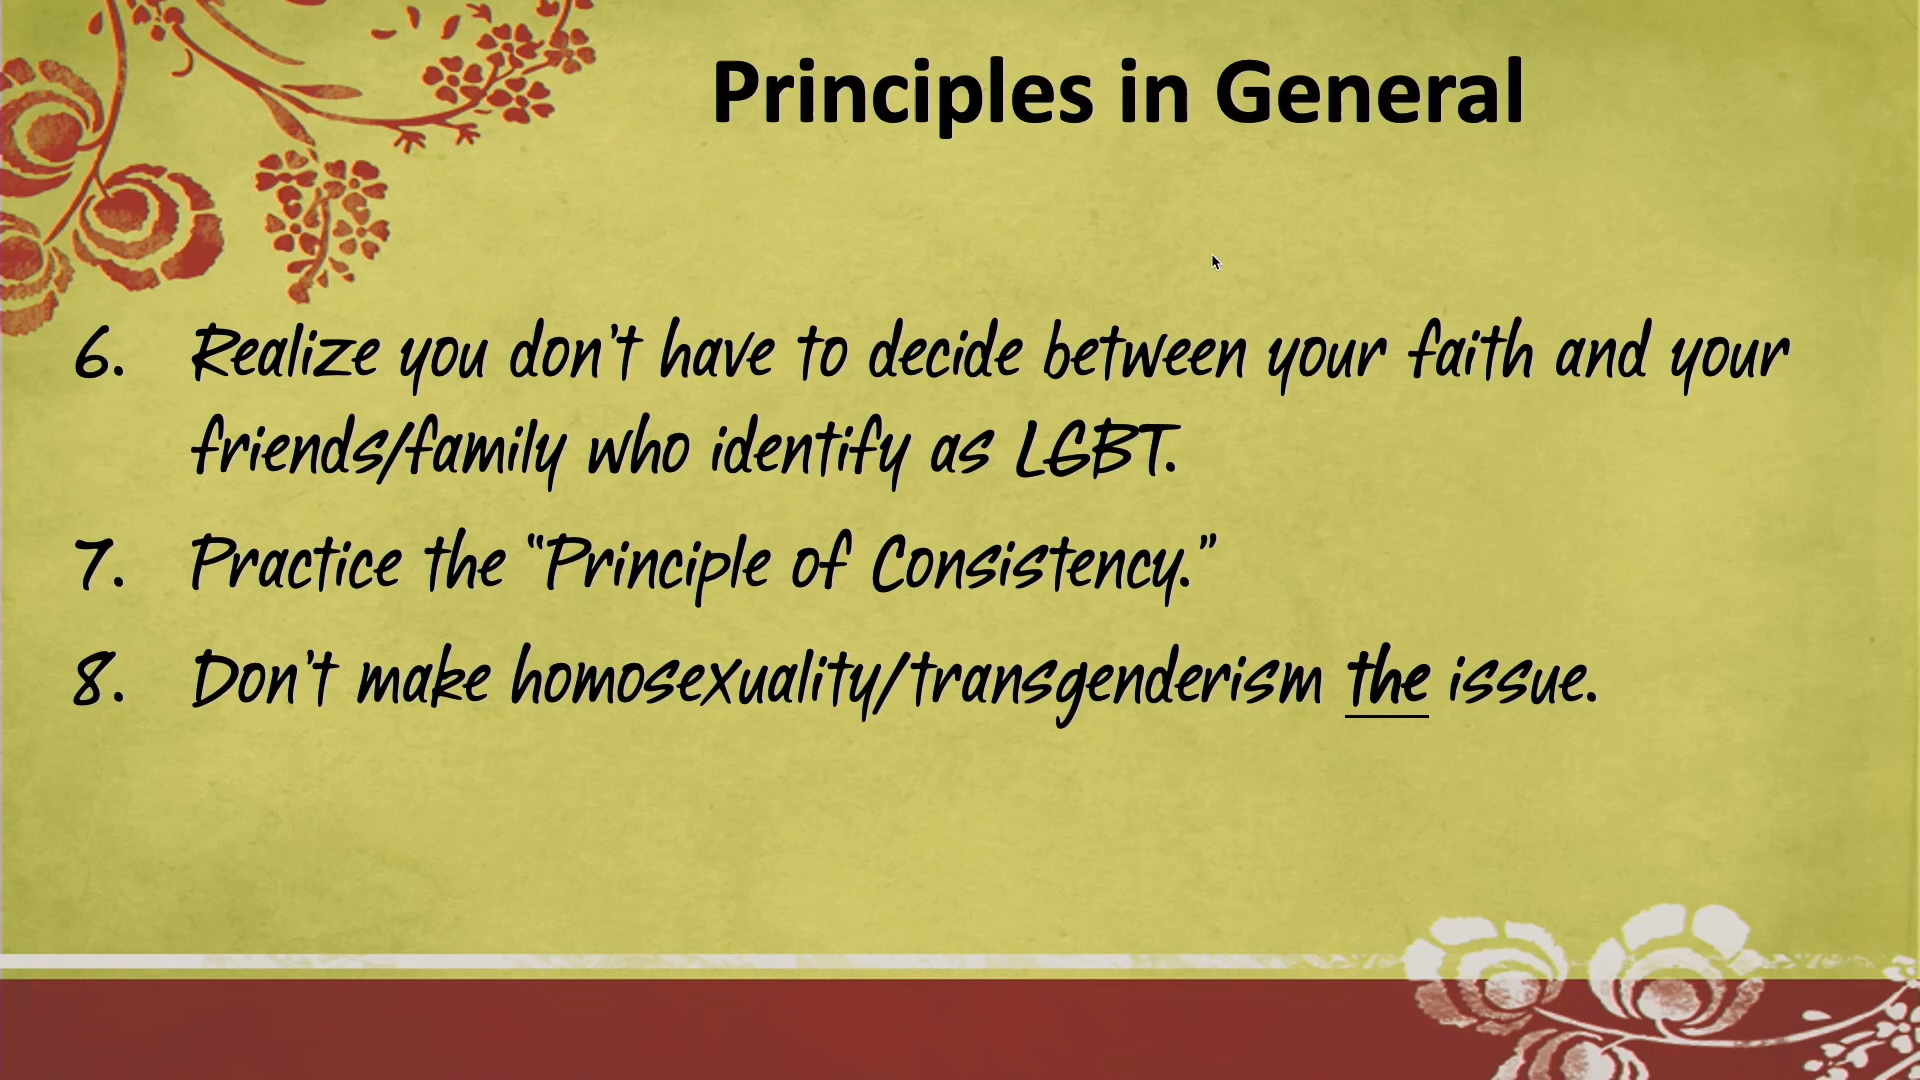 Principles in General
6. Realize you don't have to decide between your faith and your
friends/family who identify as LGBT.
7. Practice the “Principle of Consistency.”
8. Don't make homosexuality/transgenderism the issue.